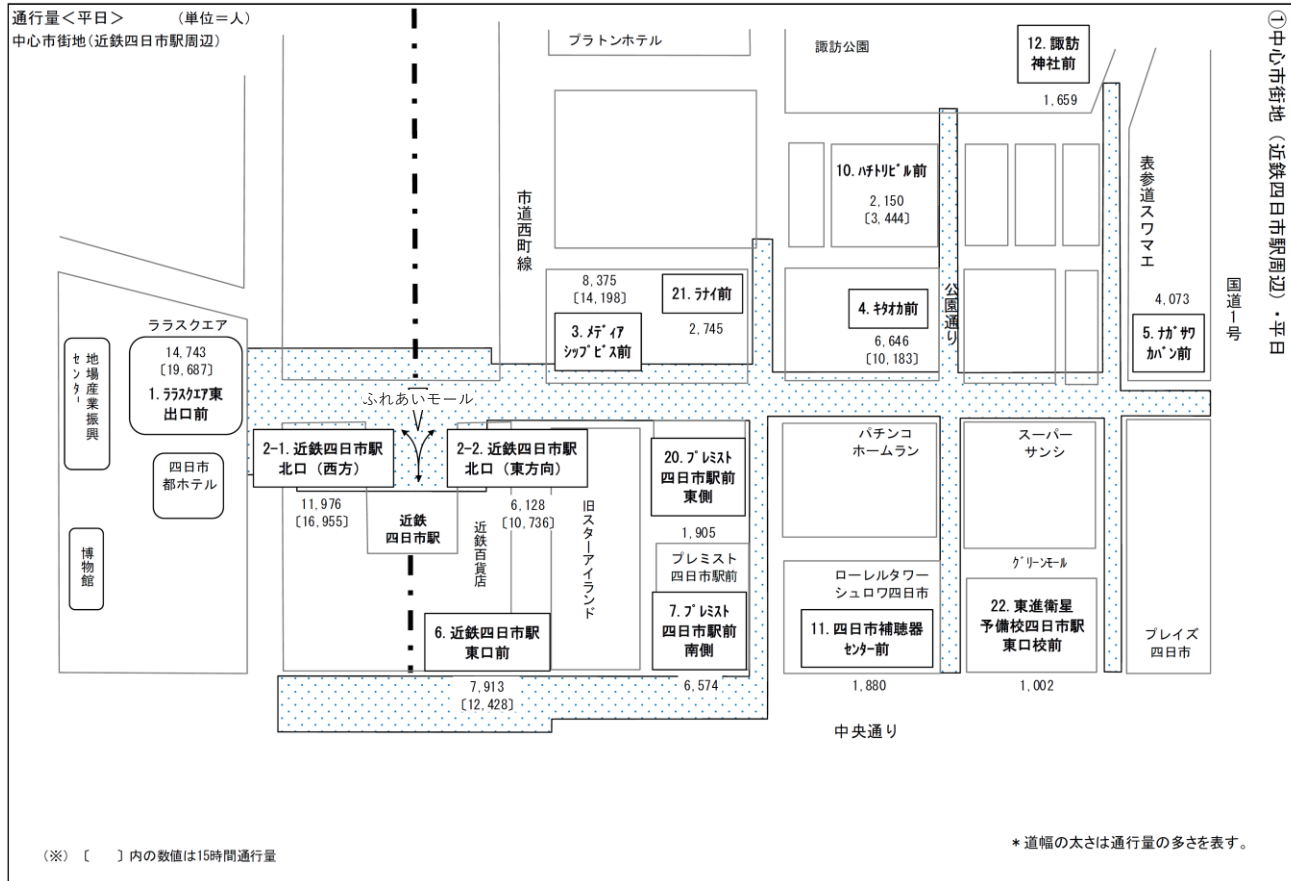 通行量＜平日＞ （単位＝人）
中心市街地（近鉄四日市駅周辺）
①中心市街地（近鉄四日市駅周辺）・平日
プラトンホテル
諏訪公園
12. 諏訪
神社前
1,659
市道西町線
10. ハチトリビル前
2,150
〔3,444〕
表参道スワマエ
国道1号
8,375
〔14,198〕
3. メディア
シップビス前
21. ラナイ前
2,745
4. キタオカ前
6,646
〔10,183〕
公園通り
4,073
5. ナガサワ
カバン前
ララスクエア
14,743
〔19,687〕
1. ララスクエア東
出口前
地場産業振興
センター
ふれあいモール
四日市
都ホテル
博物館
2-1. 近鉄四日市駅
北口（西方）
11,976
〔16,955〕
2-2. 近鉄四日市駅
北口（東方向）
6,128
〔10,736〕
近鉄
四日市駅
近鉄百貨店
旧スターアイランド
20. プレミスト
四日市駅前
東側
1,905
プレミスト
四日市駅前
7. プレミスト
四日市駅前
南側
6,574
6. 近鉄四日市駅
東口前
7,913
〔12,428〕
パチンコ
ホームラン
スーパー
サンシ
ローレルタワー
シュロワ四日市
11. 四日市補聴器
センター前
1,880
グリーンモール
22. 東進衛星
予備校四日市駅
東口校前
1,002
プレイズ
四日市
中央通り
（※）〔 〕内の数値は15時間通行量
＊道幅の太さは通行量の多さを表す。